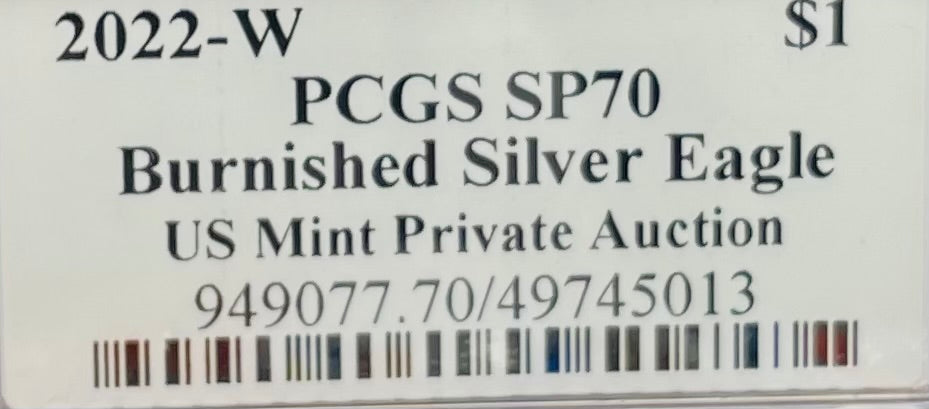 2022-W $1
PCGS SP70
Burnished Silver Eagle
US Mint Private Auction
949077.70/49745013